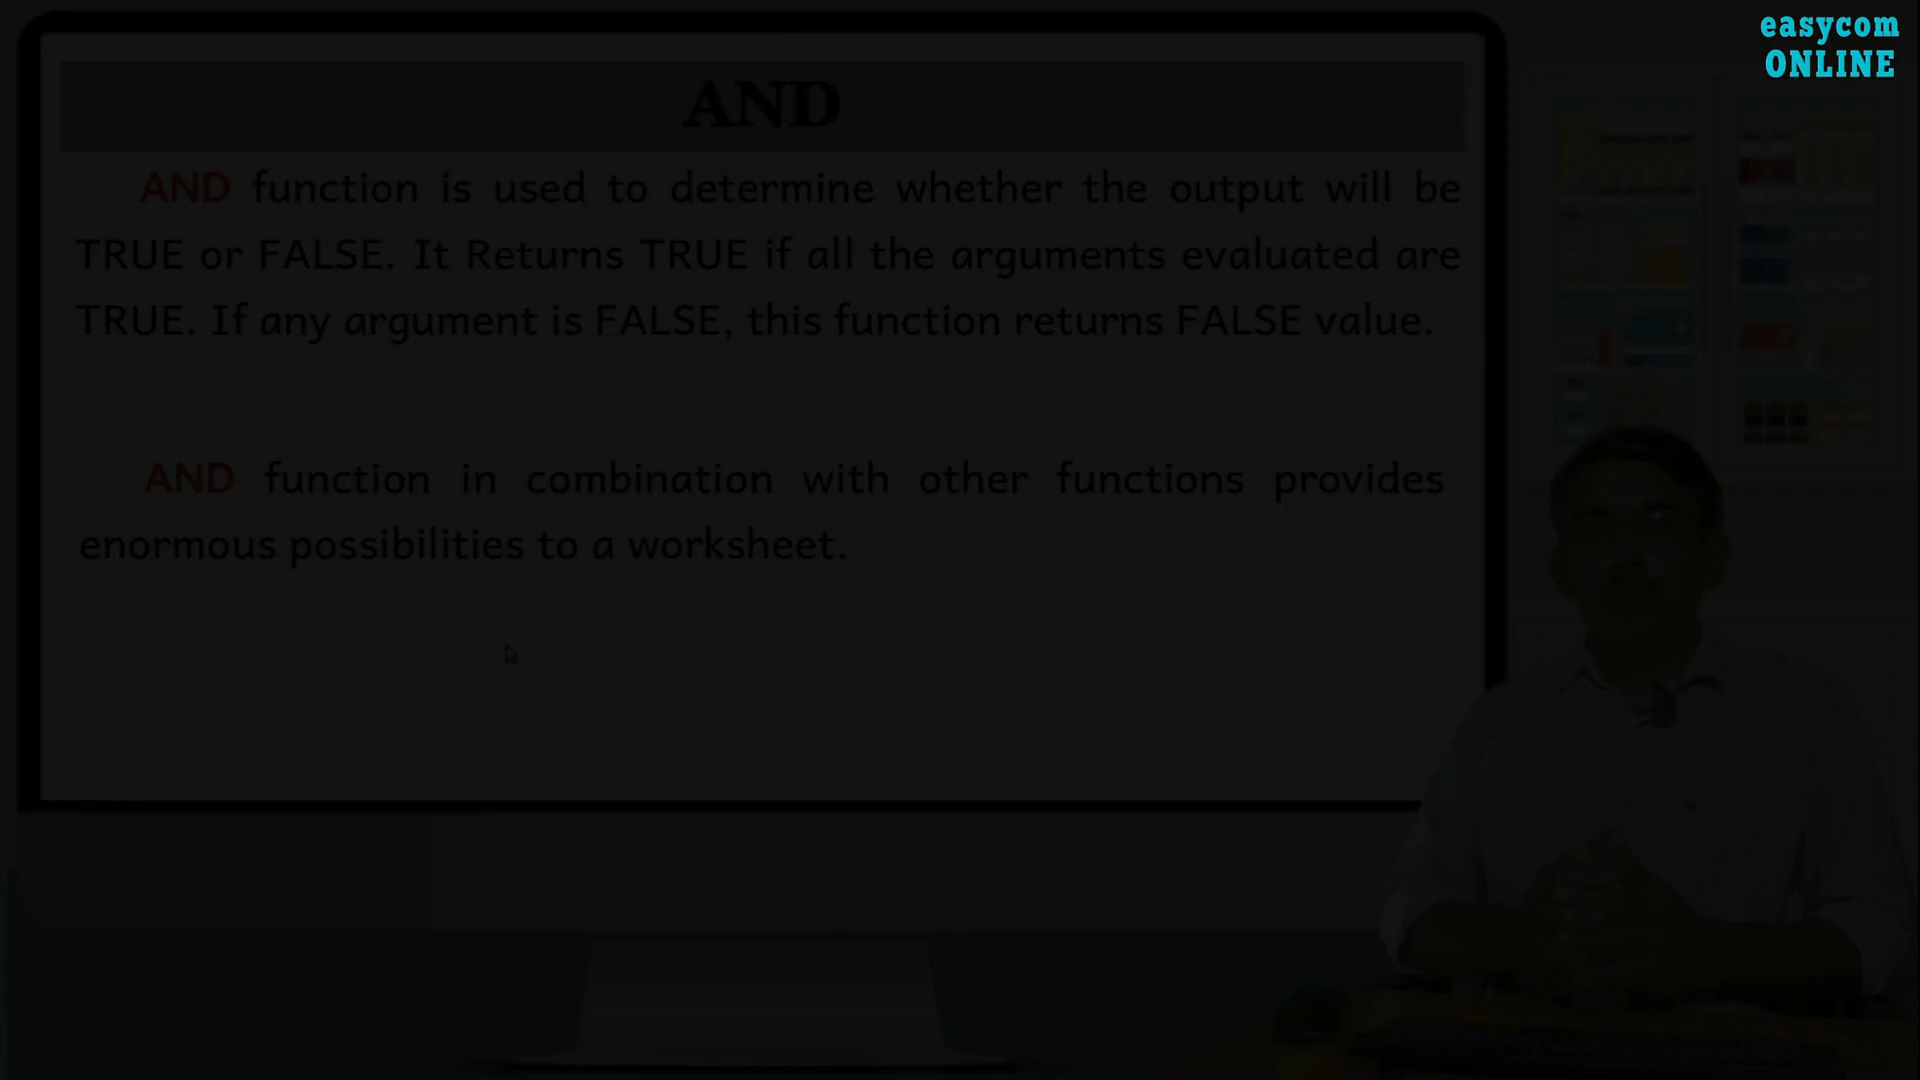 easycom
ONLINE
AND
AND function is used to determine whether the output will be
TRUE or FALSE. It Returns TRUE if all the arguments evaluated are
TRUE. If any argument is FALSE, this function returns FALSE value.
AND function in combination with other functions provides
enormous possibilities to a worksheet.